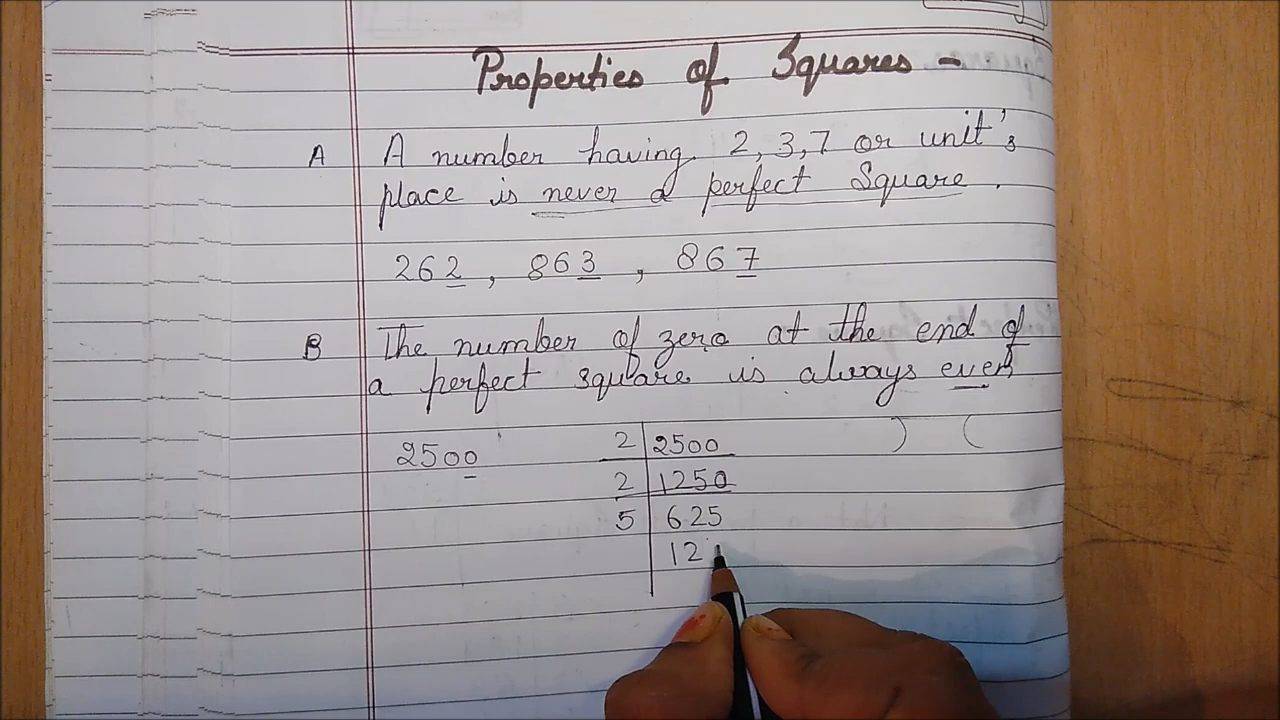 Properties of Squares -
A A number having 2, 3, 7 or unit's
place is never a perfect Square.
262, 863, 867
B The number of zero at the end of
a perfect square is always even
2500
2 2500
2 1250
5 625
12